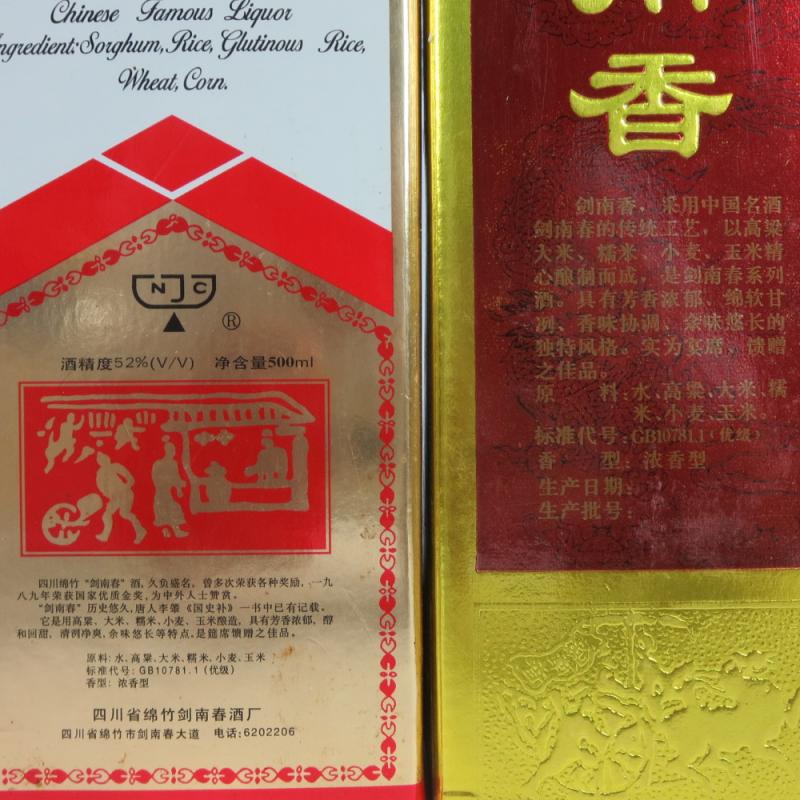 Chinese Famous Liquor
Ingredient:Sorghum,Rice,Glutinous Rice,
Wheat,Corn.
NJC
®
酒精度52%(V/V) 净含量500ml
四川绵竹“剑南春”酒,久负盛名,曾多次荣获各种奖励,一九
八九年荣获国家优质金奖,为中外人士赞赏。
“剑南春”历史悠久,唐人李肇《国史补》一书中已有记载。
它是用高粱、大米、糯米、小麦、玉米酿造,具有芳香浓郁,醇
和回甜,清冽净爽,余味悠长等特点,是筵席馈赠之佳品。
原料:水、高粱、大米、糯米、小麦、玉米
标准代号:GB10781.1(优级)
香型:浓香型
四川省绵竹剑南春酒厂
四川省绵竹市剑南春大道 电话:6202206
香
剑南香,采用中国名酒
剑南春的传统工艺,以高粱
大米、糯米、小麦、玉米精
心酿制而成,是剑南春系列
酒。具有芳香浓郁、绵软甘
冽、香味协调、余味悠长的
独特风格。实为宴席、馈赠
之佳品。
原 料:水、高粱、大米、糯
米、小麦、玉米。
标准代号:GB10781.1(优级)
香 型:浓香型
生产日期:
生产批号: